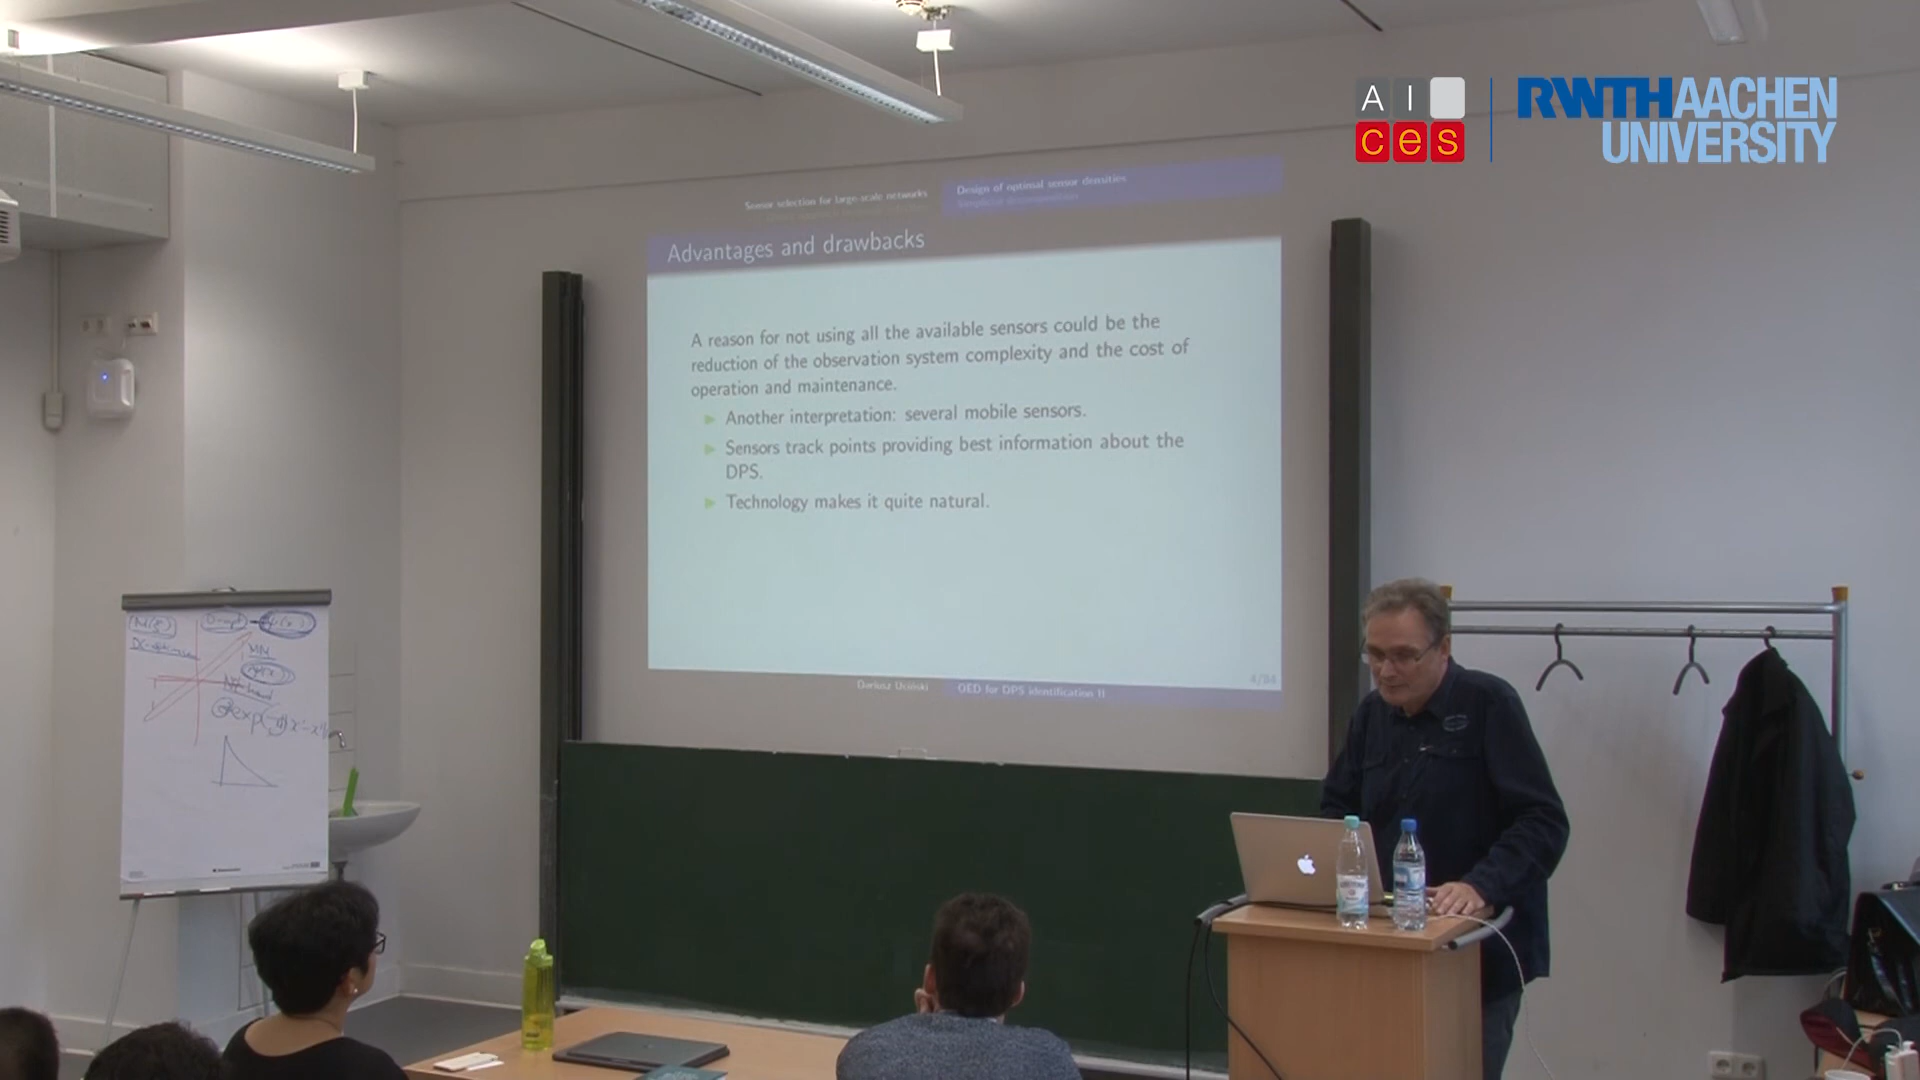 AI
ces
RWTHAACHEN
UNIVERSITY
Sensor selection for large-scale networks
Design of optimal sensor densities
Advantages and drawbacks
A reason for not using all the available sensors could be the
reduction of the observation system complexity and the cost of
operation and maintenance.
Another interpretation: several mobile sensors.
Sensors track points providing best information about the
DPS.
Technology makes it quite natural.
4/94
Dariusz Uciński
OED for DPS identification II